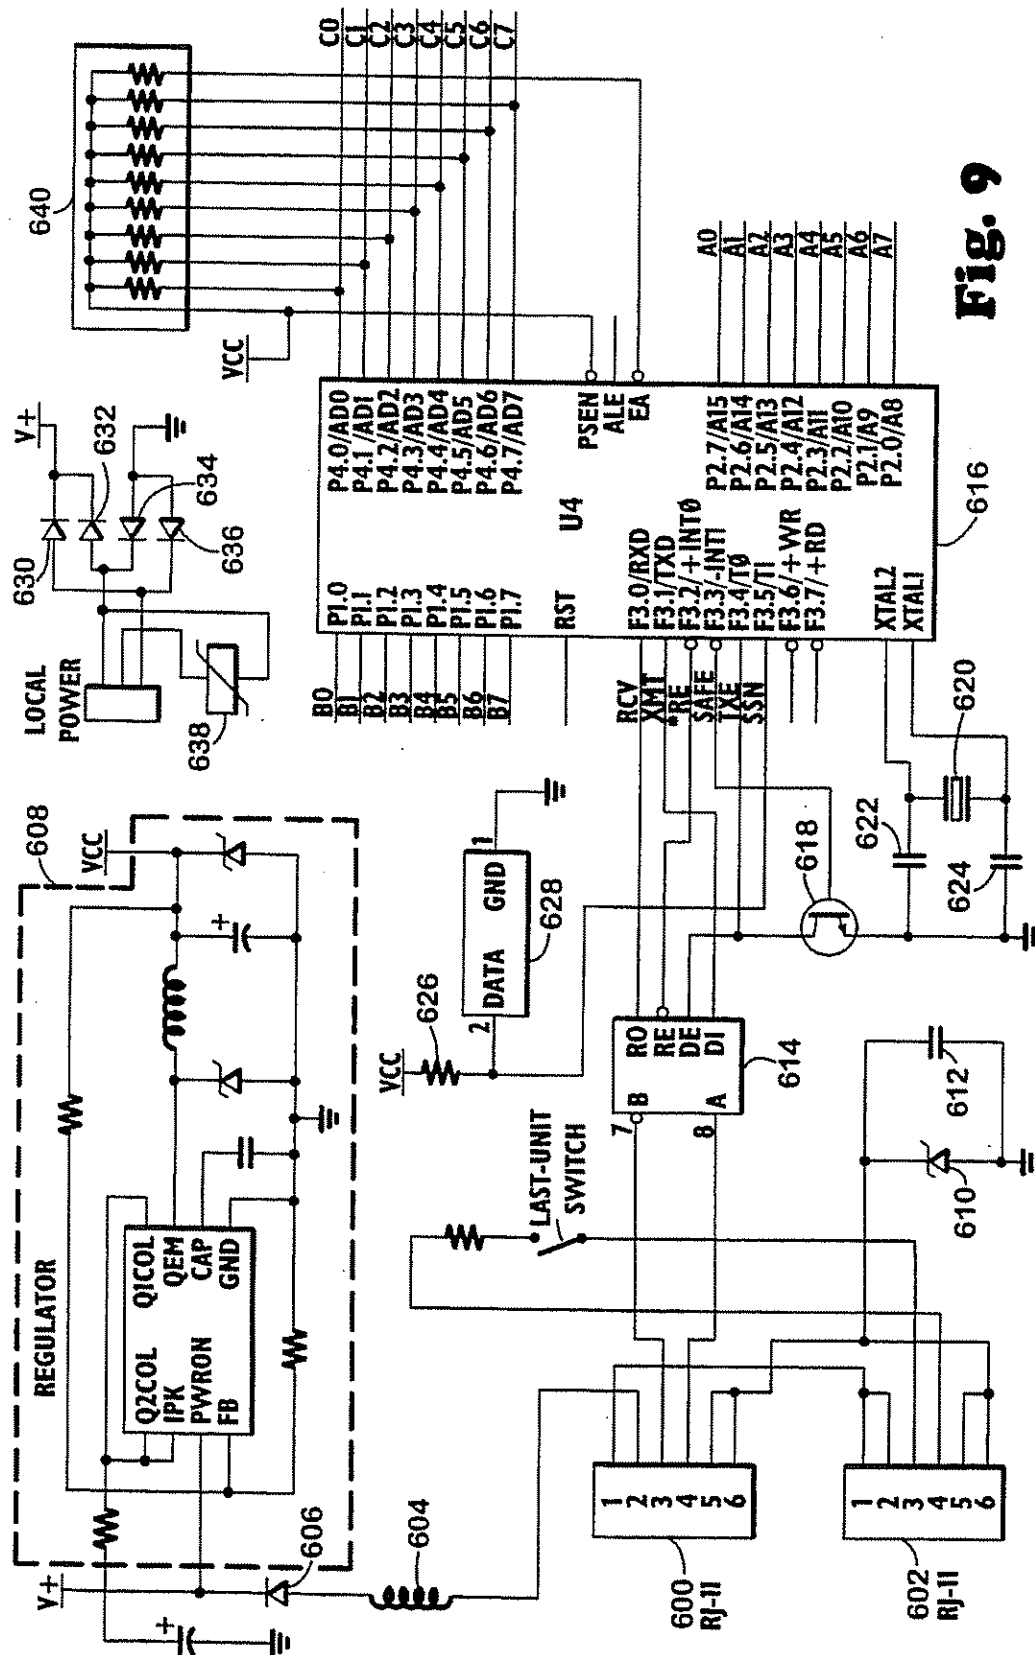 REGULATOR
608
V+
VCC
Q2COL
IPK
PWRON
FB
Q1COL
QEM
CAP
GND
+
+
606
604
LOCAL
POWER
V+
630
632
634
636
638
640
VCC
C0
C1
C2
C3
C4
C5
C6
C7
VCC
626
2
DATA
GND
1
628
LAST-UNIT
SWITCH
B0
B1
B2
B3
B4
B5
B6
B7
P1.0
P1.1
P1.2
P1.3
P1.4
P1.5
P1.6
P1.7
RST
U4
P4.0/AD0
P4.1/AD1
P4.2/AD2
P4.3/AD3
P4.4/AD4
P4.5/AD5
P4.6/AD6
P4.7/AD7
PSEN
ALE
EA
RCV
XMT
*RE
SAFE
TXE
SSN
F3.0/RXD
F3.1/TXD
F3.2/+INT0
F3.3/-INT1
F3.4/T0
F3.5/T1
F3.6/+WR
F3.7/+RD
XTAL2
XTAL1
P2.7/A15
P2.6/A14
P2.5/A13
P2.4/A12
P2.3/A11
P2.2/A10
P2.1/A9
P2.0/A8
A0
A1
A2
A3
A4
A5
A6
A7
616
7
B
8
A
RO
RE
DE
DI
614
618
622
620
624
610
612
1
2
3
4
5
6
600
RJ-11
1
2
3
4
5
6
602
RJ-11
Fig. 9